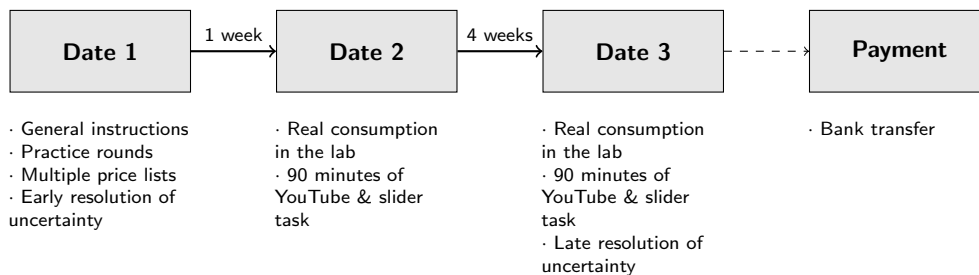 Date 1
1 week
Date 2
4 weeks
Date 3
Payment
· General instructions
· Practice rounds
· Multiple price lists
· Early resolution of
uncertainty
· Real consumption
in the lab
· 90 minutes of
YouTube & slider
task
· Real consumption
in the lab
· 90 minutes of
YouTube & slider
task
· Late resolution of
uncertainty
· Bank transfer